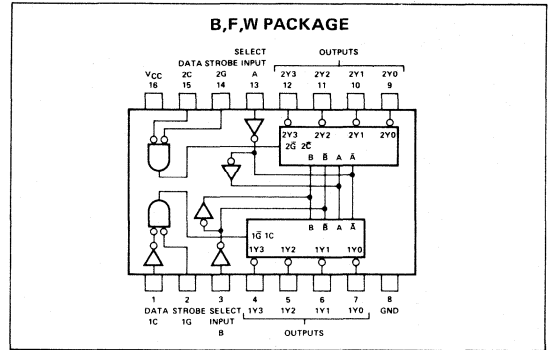 B,F,W PACKAGE
SELECT OUTPUTS
DATA STROBE INPUT
VCC 2C 2G A 2Y3 2Y2 2Y1 2Y0
16 15 14 13 12 11 10 9
2Y3 2Y2 2Y1 2Y0
2G̅ 2C̅
B B̅ A A̅
B B̅ A A̅
1G̅ 1C
1Y3 1Y2 1Y1 1Y0
1 2 3 4 5 6 7 8
DATA STROBE SELECT 1Y3 1Y2 1Y1 1Y0 GND
1C 1G INPUT
B
OUTPUTS